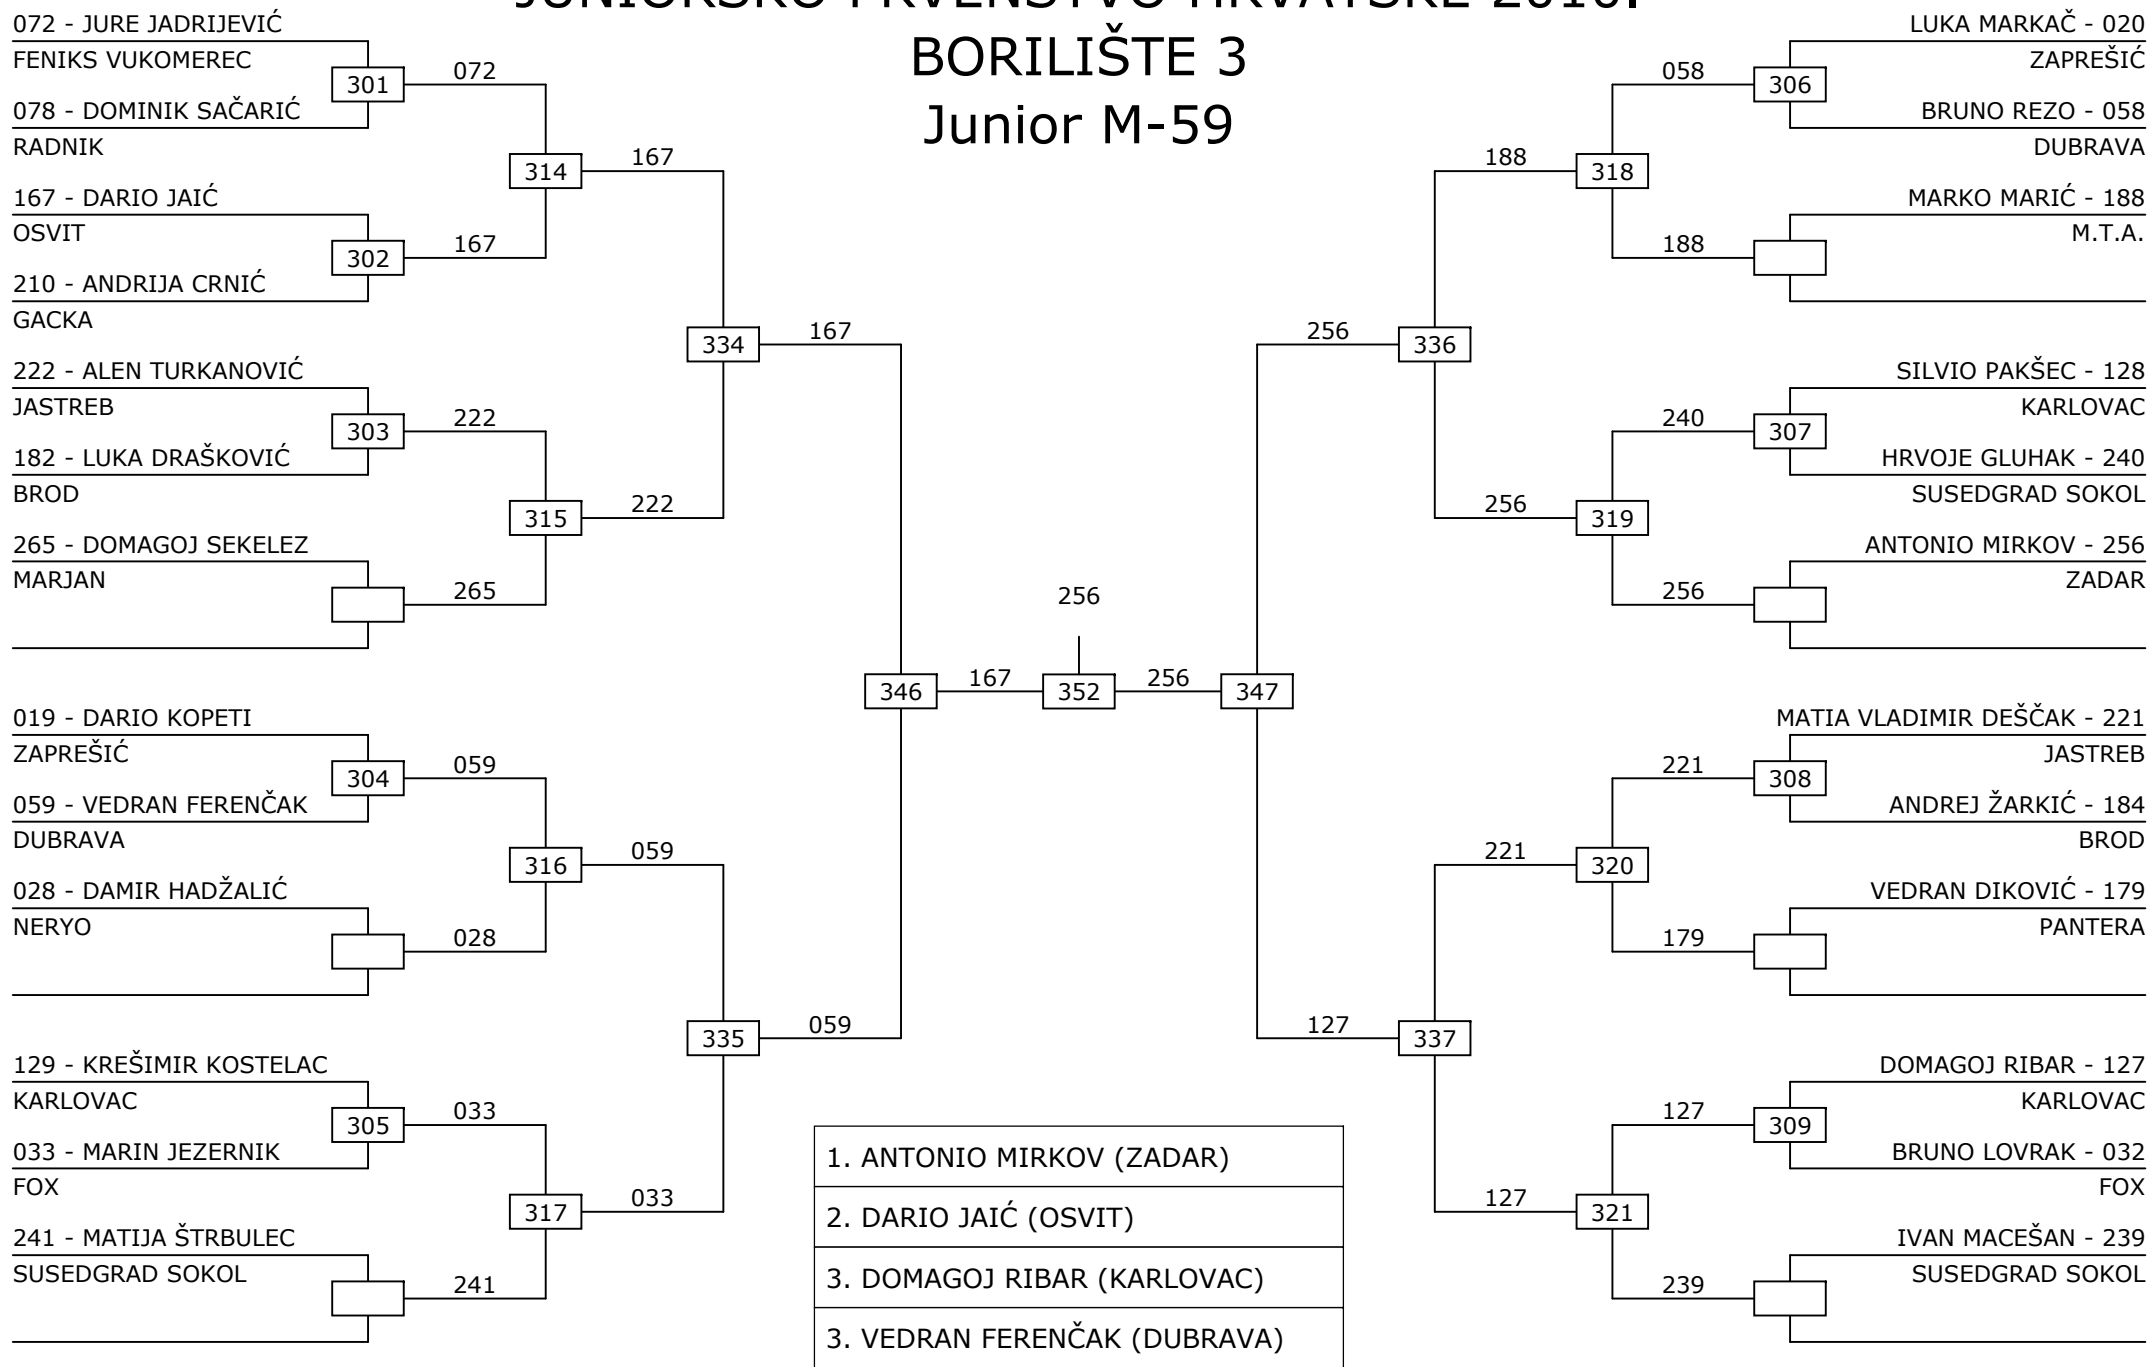 JUNIORSKO PRVENSTVO HRVATSKE 2016.
BORILIŠTE 3
Junior M-59
072 - JURE JADRIJEVIĆ
FENIKS VUKOMEREC
301
072
078 - DOMINIK SAČARIĆ
RADNIK
314
167
167 - DARIO JAIĆ
OSVIT
302
167
210 - ANDRIJA CRNIĆ
GACKA
334
167
222 - ALEN TURKANOVIĆ
JASTREB
303
222
182 - LUKA DRAŠKOVIĆ
BROD
315
222
265 - DOMAGOJ SEKELEZ
MARJAN
265
019 - DARIO KOPETI
ZAPREŠIĆ
304
059
059 - VEDRAN FERENČAK
DUBRAVA
316
059
028 - DAMIR HADŽALIĆ
NERYO
028
335
059
129 - KREŠIMIR KOSTELAC
KARLOVAC
305
033
033 - MARIN JEZERNIK
FOX
317
033
241 - MATIJA ŠTRBULEC
SUSEDGRAD SOKOL
241
256
346
167
352
256
347
LUKA MARKAČ - 020
ZAPREŠIĆ
058
306
BRUNO REZO - 058
DUBRAVA
188
318
MARKO MARIĆ - 188
M.T.A.
188
256
336
SILVIO PAKŠEC - 128
KARLOVAC
240
307
HRVOJE GLUHAK - 240
SUSEDGRAD SOKOL
256
319
ANTONIO MIRKOV - 256
ZADAR
256
MATIA VLADIMIR DEŠČAK - 221
JASTREB
221
308
ANDREJ ŽARKIĆ - 184
BROD
221
320
VEDRAN DIKOVIĆ - 179
PANTERA
179
127
337
DOMAGOJ RIBAR - 127
KARLOVAC
127
309
BRUNO LOVRAK - 032
FOX
127
321
IVAN MACEŠAN - 239
SUSEDGRAD SOKOL
239
1. ANTONIO MIRKOV (ZADAR)
2. DARIO JAIĆ (OSVIT)
3. DOMAGOJ RIBAR (KARLOVAC)
3. VEDRAN FERENČAK (DUBRAVA)